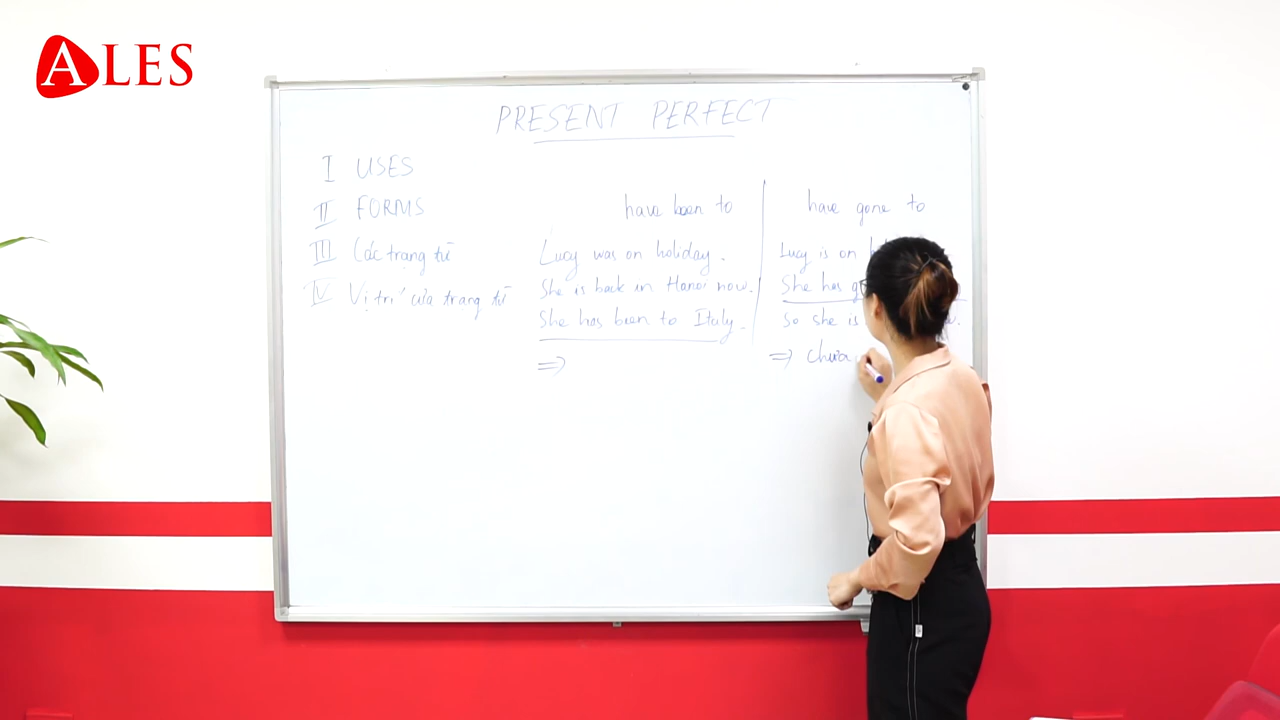 ALES
PRESENT PERFECT
I USES
II FORMS
III Các trạng từ
IV Vị trí của trạng từ
have been to
Lucy was on holiday.
She is back in Hanoi now.
She has been to Italy.
⇒
have gone to
Lucy is on
She has
So she is
⇒ chưa